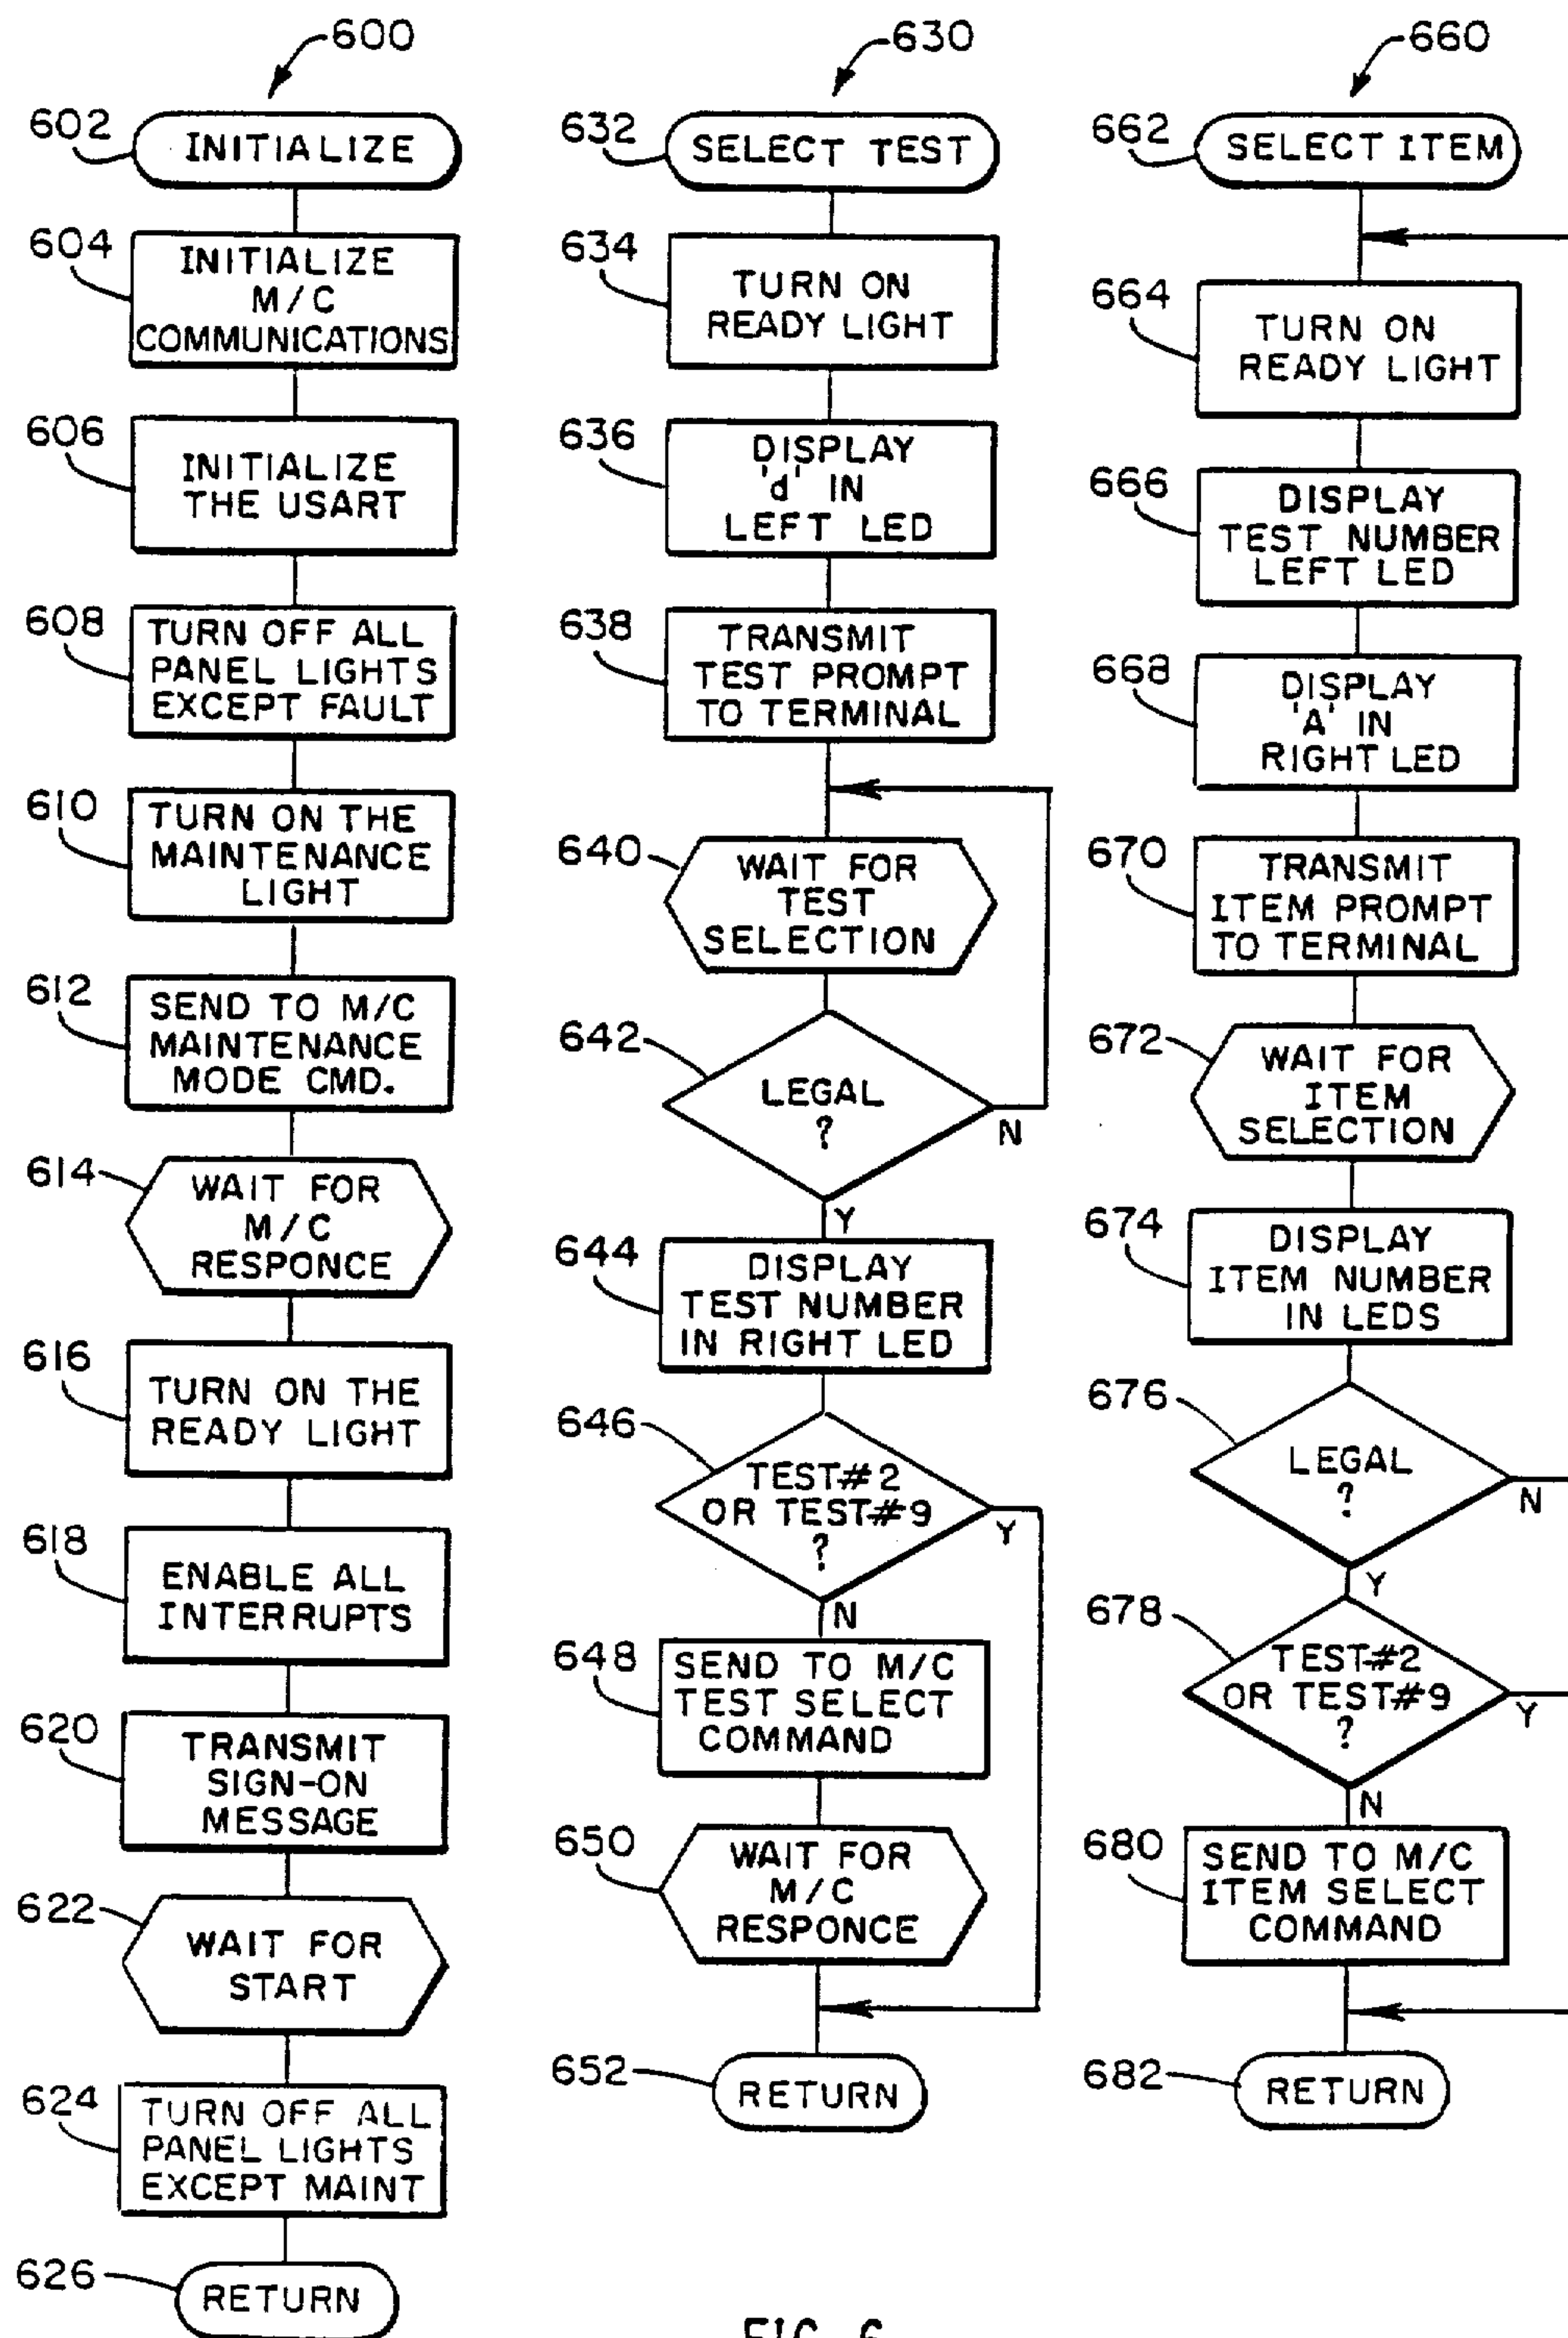 600
602
INITIALIZE
604
INITIALIZE
M/C
COMMUNICATIONS
606
INITIALIZE
THE USART
608
TURN OFF ALL
PANEL LIGHTS
EXCEPT FAULT
610
TURN ON THE
MAINTENANCE
LIGHT
612
SEND TO M/C
MAINTENANCE
MODE CMD.
614
WAIT FOR
M/C
RESPONCE
616
TURN ON THE
READY LIGHT
618
ENABLE ALL
INTERRUPTS
620
TRANSMIT
SIGN-ON
MESSAGE
622
WAIT FOR
START
624
TURN OFF ALL
PANEL LIGHTS
EXCEPT MAINT
626
RETURN
630
632
SELECT TEST
634
TURN ON
READY LIGHT
636
DISPLAY
'd' IN
LEFT LED
638
TRANSMIT
TEST PROMPT
TO TERMINAL
640
WAIT FOR
TEST
SELECTION
642
LEGAL
?
N
Y
644
DISPLAY
TEST NUMBER
IN RIGHT LED
646
TEST#2
OR TEST#9
?
Y
N
648
SEND TO M/C
TEST SELECT
COMMAND
650
WAIT FOR
M/C
RESPONCE
652
RETURN
660
662
SELECT ITEM
664
TURN ON
READY LIGHT
666
DISPLAY
TEST NUMBER
LEFT LED
668
DISPLAY
'A' IN
RIGHT LED
670
TRANSMIT
ITEM PROMPT
TO TERMINAL
672
WAIT FOR
ITEM
SELECTION
674
DISPLAY
ITEM NUMBER
IN LEDS
676
LEGAL
?
N
Y
678
TEST#2
OR TEST#9
?
Y
N
680
SEND TO M/C
ITEM SELECT
COMMAND
682
RETURN
FIG. 6